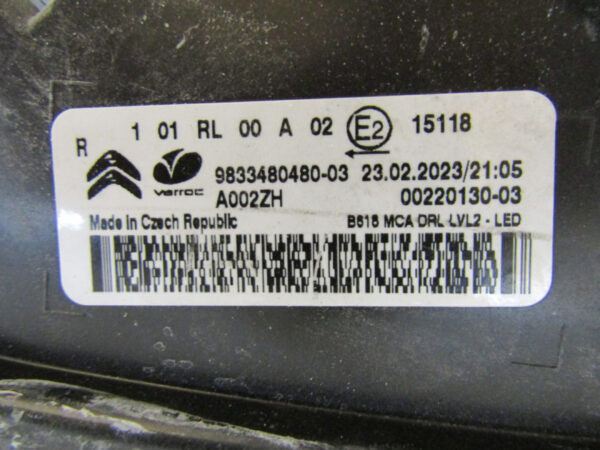 R 1 01 RL 00 A 02 E2 15118
varroc
9833480480-03 23.02.2023/21:05
A002ZH 00220130-03
Made in Czech Republic B618 MCA DRL LVL2 - LED